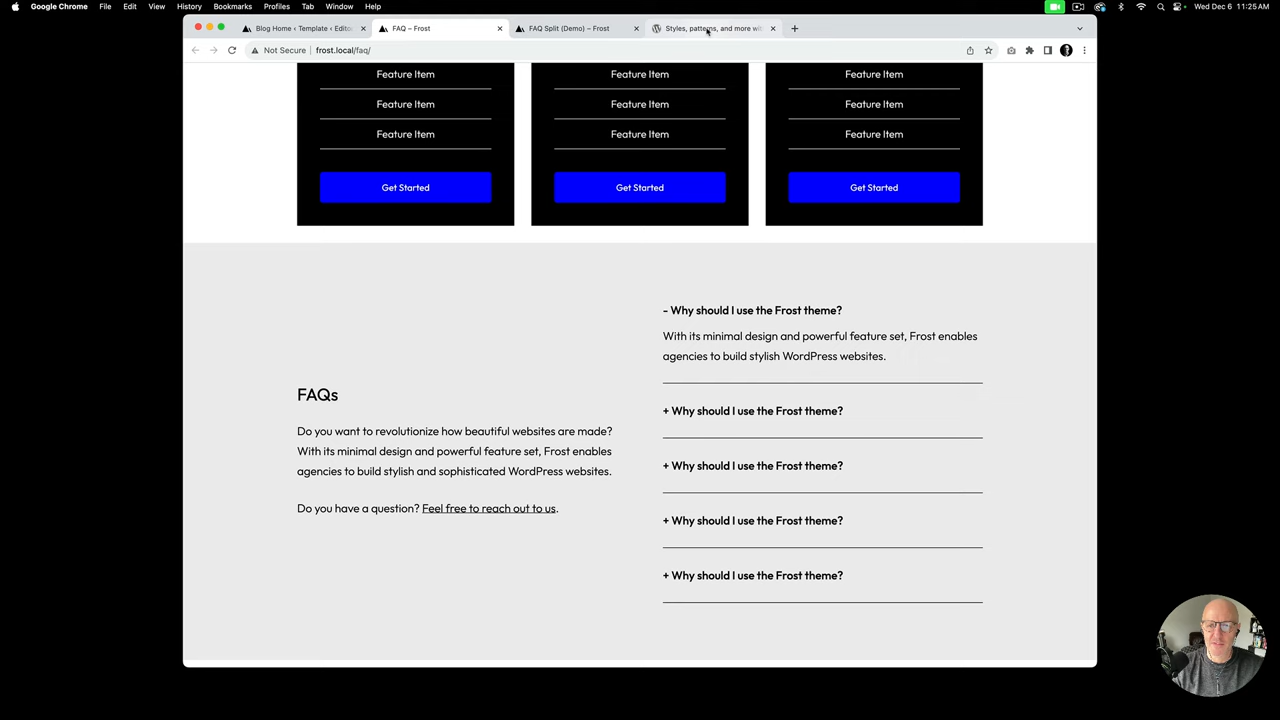 Google Chrome File Edit View History Bookmarks Profiles Tab Window Help Wed Dec 6 11:25 AM
Blog Home ‹ Template ‹ Edito FAQ – Frost FAQ Split (Demo) – Frost Styles, patterns, and more wit
Not Secure frost.local/faq/
Feature Item Feature Item Feature Item
Feature Item Feature Item Feature Item
Feature Item Feature Item Feature Item
Get Started Get Started Get Started
FAQs
Do you want to revolutionize how beautiful websites are made?
With its minimal design and powerful feature set, Frost enables
agencies to build stylish and sophisticated WordPress websites.
Do you have a question? Feel free to reach out to us.
- Why should I use the Frost theme?
With its minimal design and powerful feature set, Frost enables
agencies to build stylish WordPress websites.
+ Why should I use the Frost theme?
+ Why should I use the Frost theme?
+ Why should I use the Frost theme?
+ Why should I use the Frost theme?